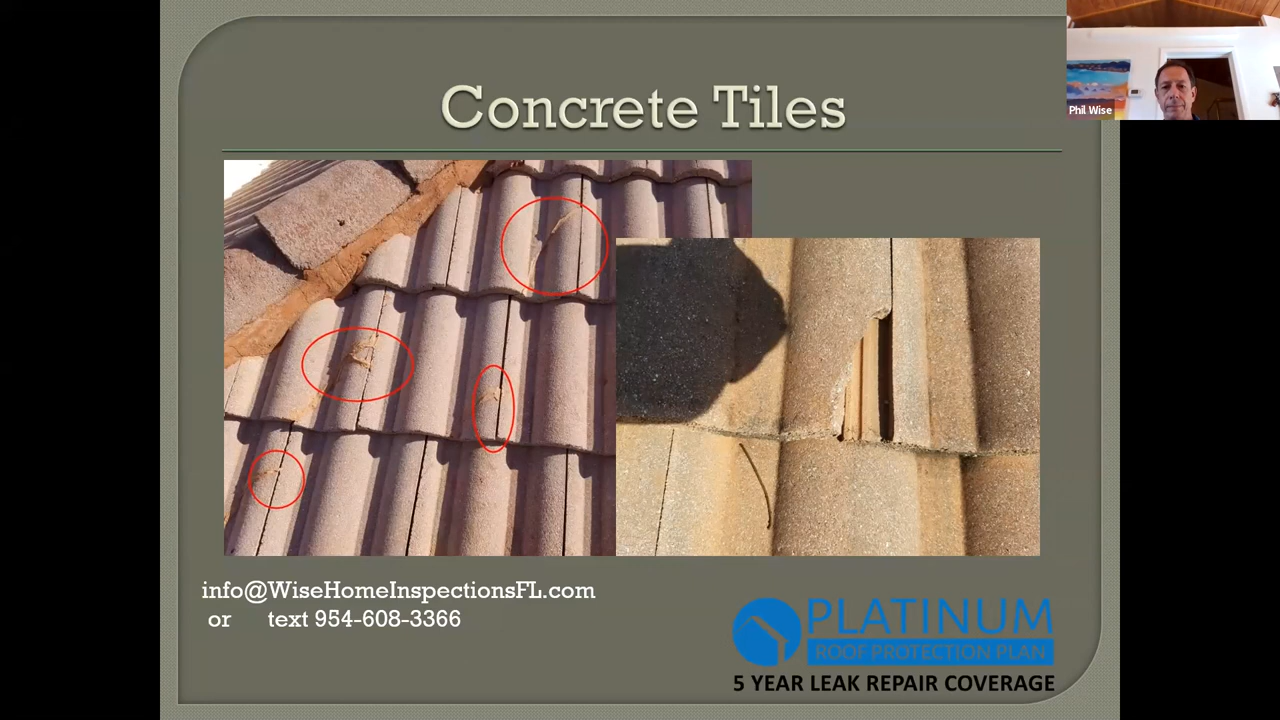 Concrete Tiles
Phil Wise
info@WiseHomeInspectionsFL.com
or text 954-608-3366
PLATINUM
ROOF PROTECTION PLAN
5 YEAR LEAK REPAIR COVERAGE